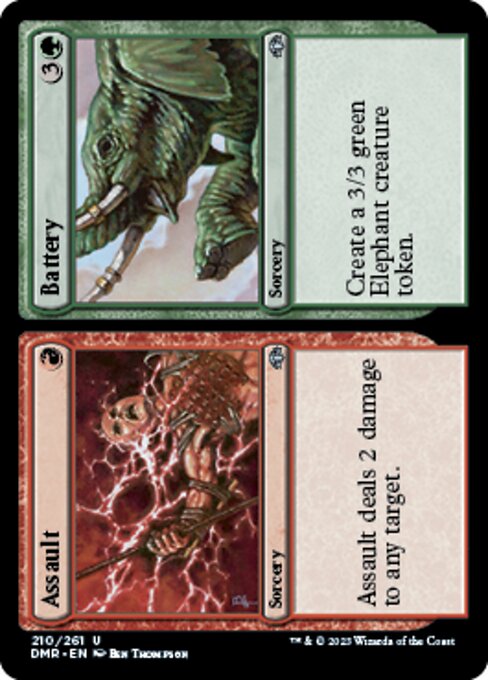 Assault
Sorcery
Assault deals 2 damage
to any target.
Battery 3
Sorcery
Create a 3/3 green
Elephant creature
token.
210/261 U
DMR • EN Ben Thompson
™ & © 2023 Wizards of the Coast